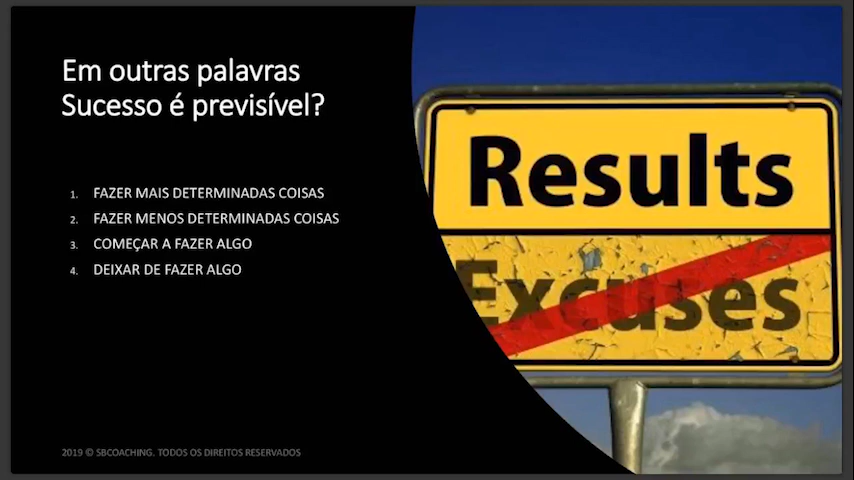 Em outras palavras
Sucesso é previsível?
1. FAZER MAIS DETERMINADAS COISAS
2. FAZER MENOS DETERMINADAS COISAS
3. COMEÇAR A FAZER ALGO
4. DEIXAR DE FAZER ALGO
2019 © SBCOACHING. TODOS OS DIREITOS RESERVADOS
Results
Excuses